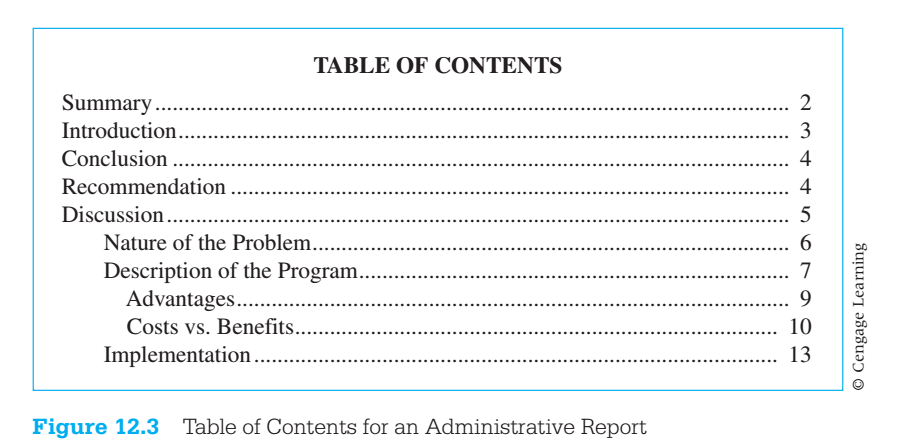 TABLE OF CONTENTS
Summary............................................................................................................... 2
Introduction........................................................................................................... 3
Conclusion ............................................................................................................ 4
Recommendation .................................................................................................. 4
Discussion............................................................................................................. 5
Nature of the Problem................................................................................... 6
Description of the Program........................................................................... 7
Advantages................................................................................................ 9
Costs vs. Benefits.................................................................................... 10
Implementation ........................................................................................... 13
© Cengage Learning
Figure 12.3 Table of Contents for an Administrative Report